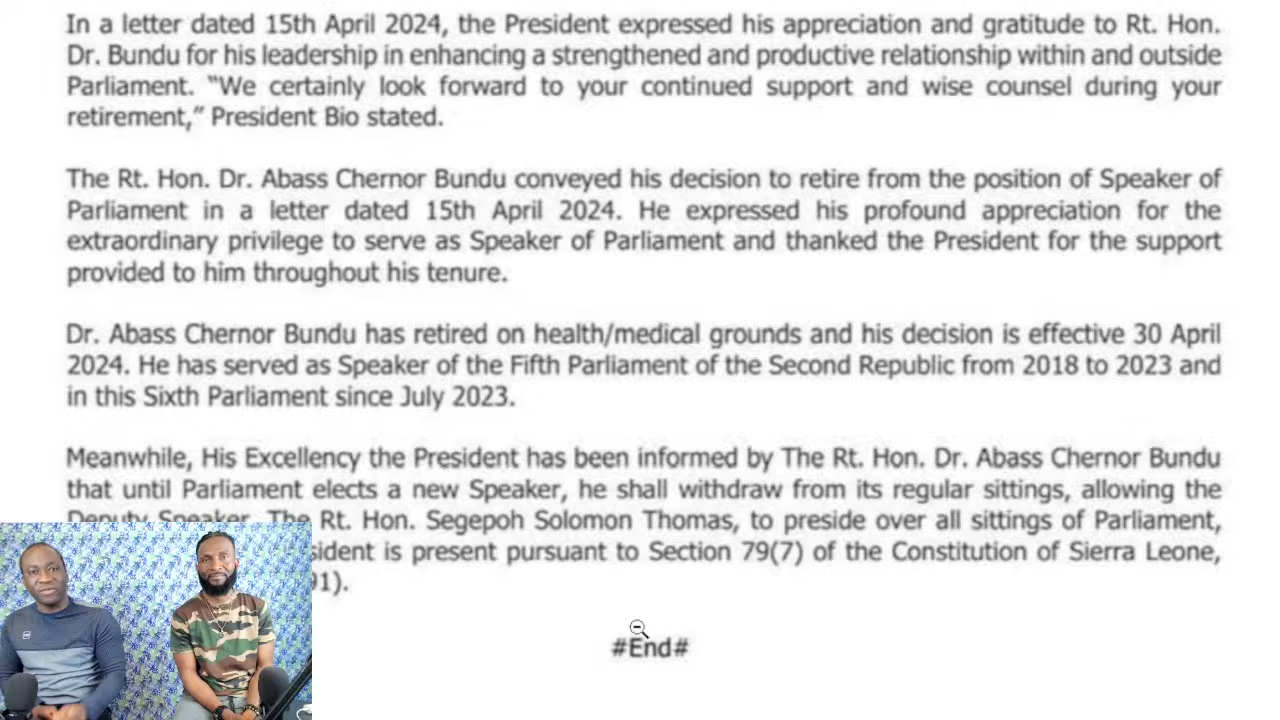 In a letter dated 15th April 2024, the President expressed his appreciation and gratitude to Rt. Hon.
Dr. Bundu for his leadership in enhancing a strengthened and productive relationship within and outside
Parliament. “We certainly look forward to your continued support and wise counsel during your
retirement,” President Bio stated.
The Rt. Hon. Dr. Abass Chernor Bundu conveyed his decision to retire from the position of Speaker of
Parliament in a letter dated 15th April 2024. He expressed his profound appreciation for the
extraordinary privilege to serve as Speaker of Parliament and thanked the President for the support
provided to him throughout his tenure.
Dr. Abass Chernor Bundu has retired on health/medical grounds and his decision is effective 30 April
2024. He has served as Speaker of the Fifth Parliament of the Second Republic from 2018 to 2023 and
in this Sixth Parliament since July 2023.
Meanwhile, His Excellency the President has been informed by The Rt. Hon. Dr. Abass Chernor Bundu
that until Parliament elects a new Speaker, he shall withdraw from its regular sittings, allowing the
Deputy Speaker, The Rt. Hon. Segepoh Solomon Thomas, to preside over all sittings of Parliament,
sident is present pursuant to Section 79(7) of the Constitution of Sierra Leone,
91).
#End#